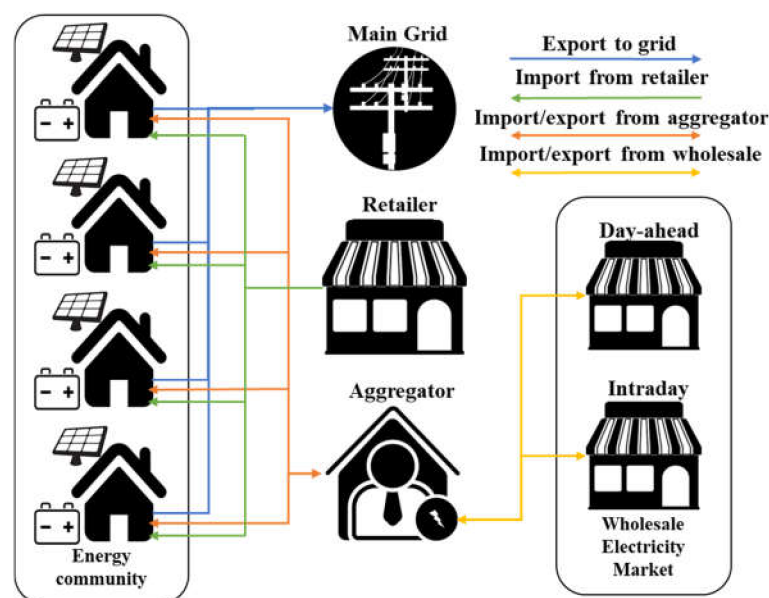 Main Grid
Export to grid
Import from retailer
Import/export from aggregator
Import/export from wholesale
Retailer
Day-ahead
Aggregator
Intraday
Wholesale
Electricity
Market
Energy
community